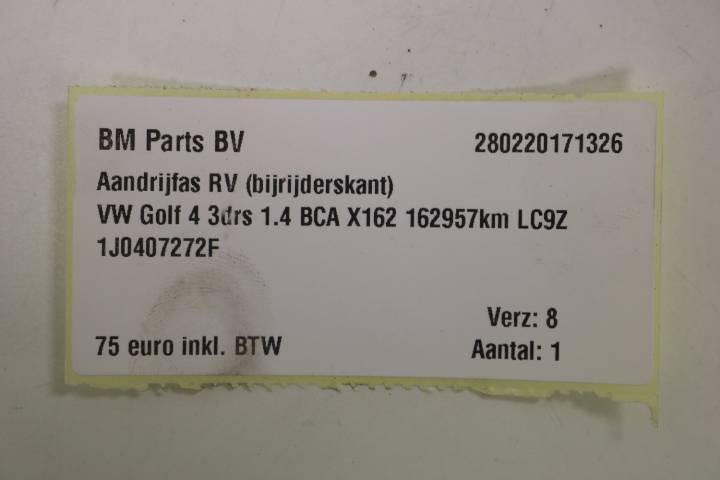 BM Parts BV 280220171326
Aandrijfas RV (bijrijderskant)
VW Golf 4 3drs 1.4 BCA X162 162957km LC9Z
1J0407272F
Verz: 8
75 euro inkl. BTW Aantal: 1